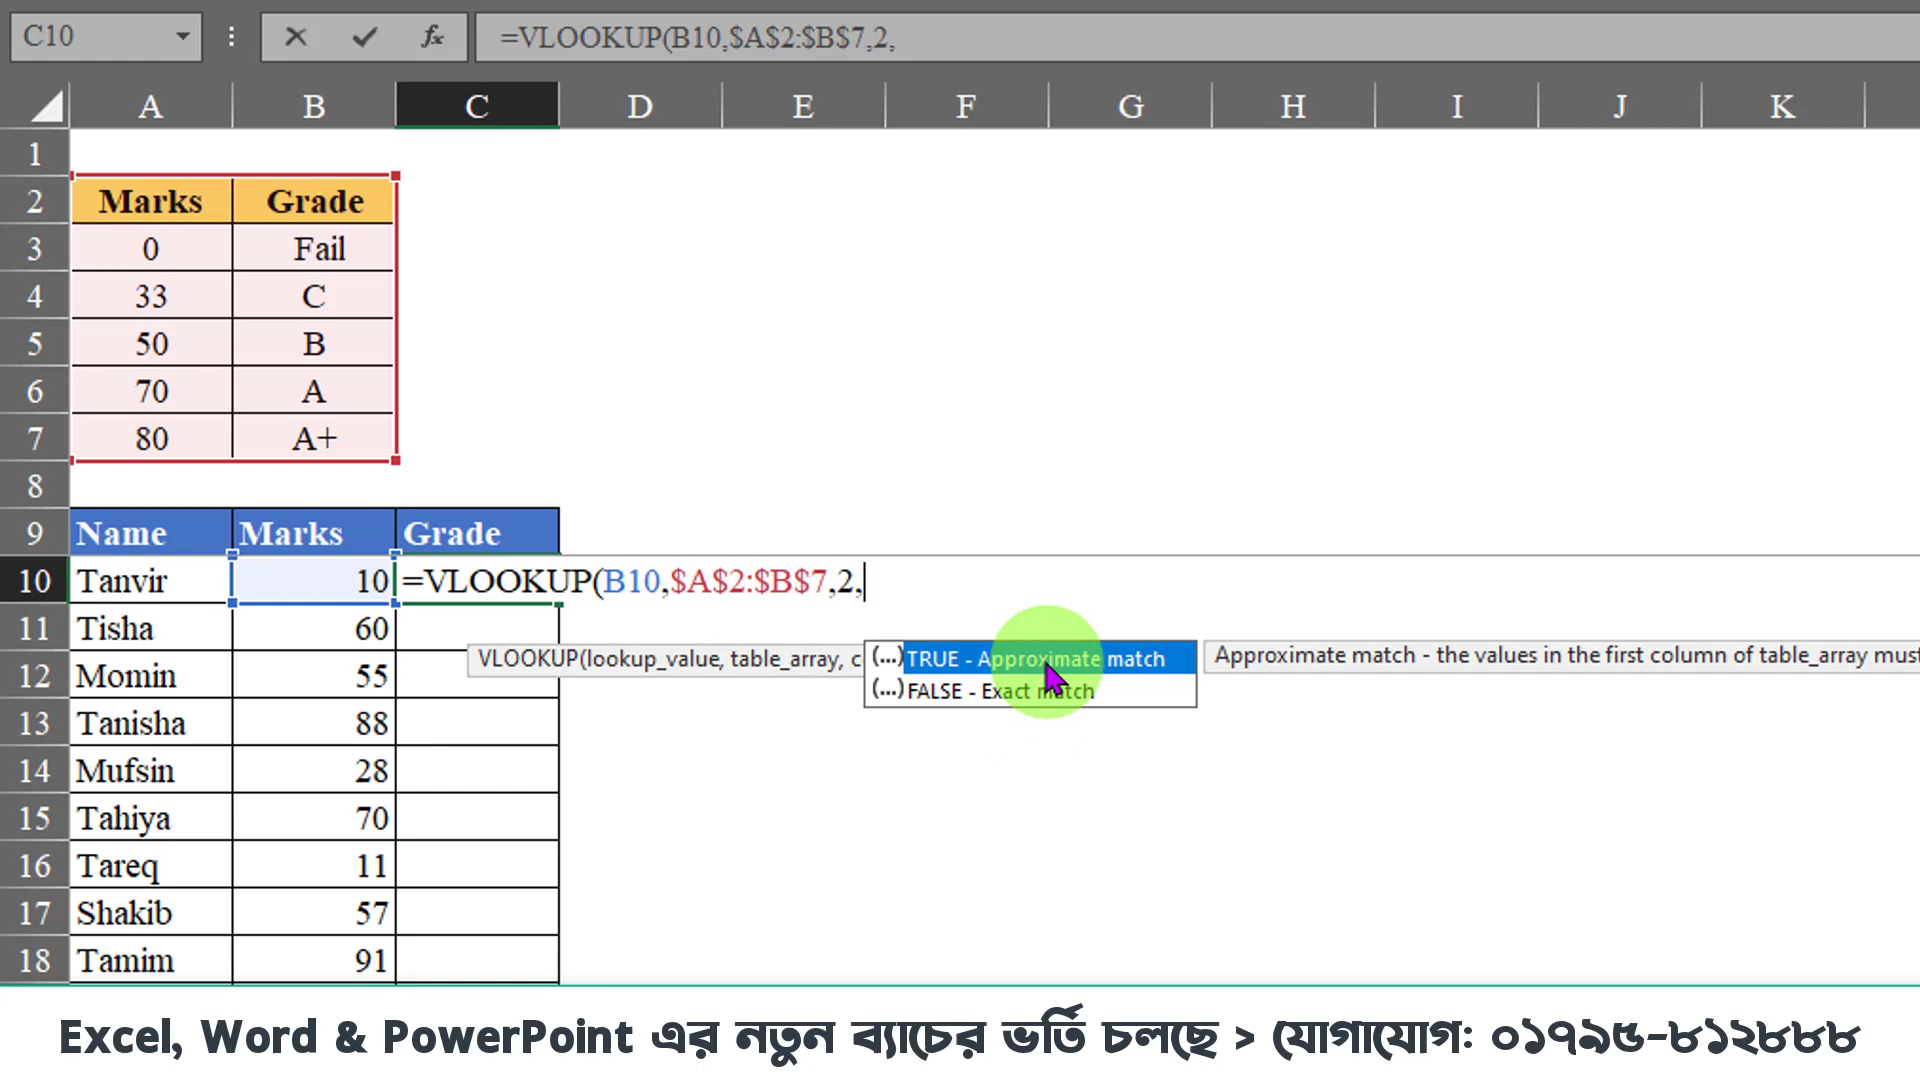 C10 =VLOOKUP(B10,$A$2:$B$7,2,
A B C D E F G H I J K
1
2 Marks Grade
3 0 Fail
4 33 C
5 50 B
6 70 A
7 80 A+
8
9 Name Marks Grade
10 Tanvir 10 =VLOOKUP(B10,$A$2:$B$7,2,
11 Tisha 60
VLOOKUP(lookup_value, table_array, c (...) TRUE - Approximate match Approximate match - the values in the first column of table_array must
(...) FALSE - Exact match
12 Momin 55
13 Tanisha 88
14 Mufsin 28
15 Tahiya 70
16 Tareq 11
17 Shakib 57
18 Tamim 91
Excel, Word & PowerPoint এর নতুন ব্যাচের ভর্তি চলছে > যোগাযোগঃ ০১৭৯৫-৮১২৮৮৮